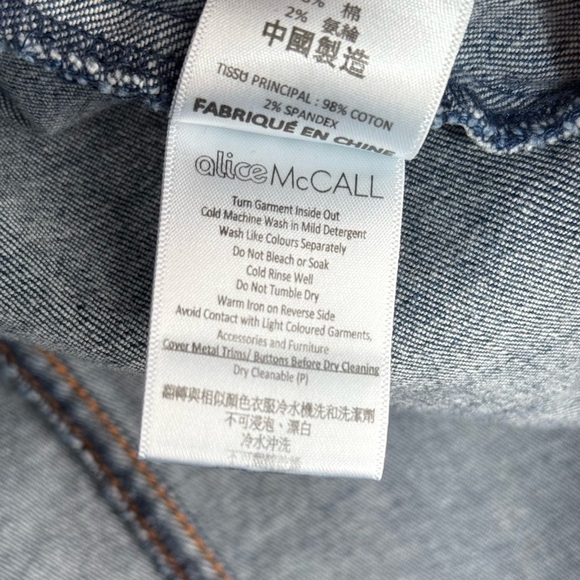 % 棉
2% 氨綸
中國製造
TISSU PRINCIPAL : 98% COTON
2% SPANDEX
FABRIQUÉ EN CHINE
alice McCALL
Turn Garment Inside Out
Cold Machine Wash in Mild Detergent
Wash Like Colours Separately
Do Not Bleach or Soak
Cold Rinse Well
Do Not Tumble Dry
Warm Iron on Reverse Side
Avoid Contact with Light Coloured Garments,
Accessories and Furniture
Cover Metal Trims/ Buttons Before Dry Cleaning
Dry Cleanable (P)
翻轉與相似顏色衣服冷水機洗和洗潔劑
不可浸泡、漂白
冷水沖洗